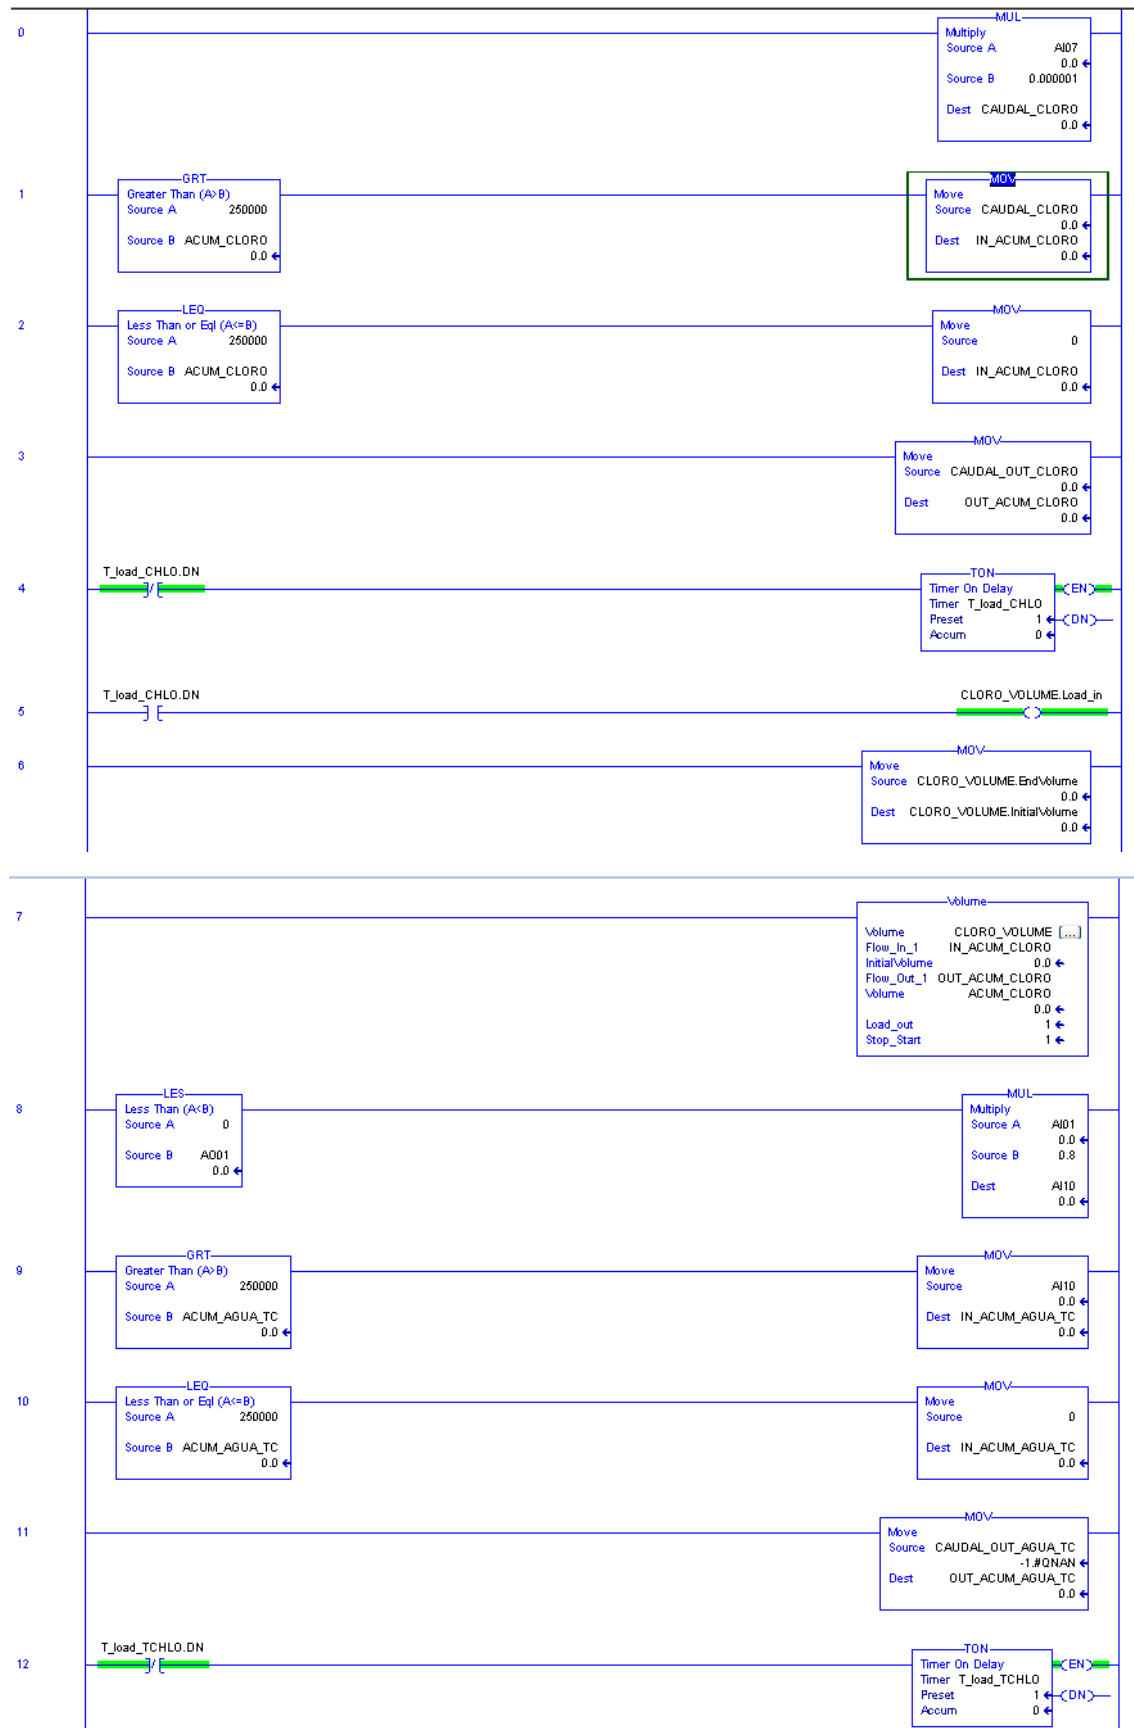 0
MUL
Multiply
Source A AI07
0.0
Source B 0.000001
Dest CAUDAL_CLORO
0.0
1
GRT
Greater Than (A>B)
Source A 250000
Source B ACUM_CLORO
0.0
MOV
Move
Source CAUDAL_CLORO
0.0
Dest IN_ACUM_CLORO
0.0
2
LEQ
Less Than or Eql (A<=B)
Source A 250000
Source B ACUM_CLORO
0.0
MOV
Move
Source 0
Dest IN_ACUM_CLORO
0.0
3
MOV
Move
Source CAUDAL_OUT_CLORO
0.0
Dest OUT_ACUM_CLORO
0.0
4
T_load_CHLO.DN
TON
Timer On Delay
Timer T_load_CHLO
Preset 1
Accum 0
EN
DN
5
T_load_CHLO.DN
CLORO_VOLUME.Load_in
6
MOV
Move
Source CLORO_VOLUME.EndVolume
0.0
Dest CLORO_VOLUME.InitialVolume
0.0
7
Volume
Volume CLORO_VOLUME ...
Flow_In_1 IN_ACUM_CLORO
InitialVolume 0.0
Flow_Out_1 OUT_ACUM_CLORO
Volume ACUM_CLORO
0.0
Load_out 1
Stop_Start 1
8
LES
Less Than (A<B)
Source A 0
Source B AO01
0.0
MUL
Multiply
Source A AI01
0.0
Source B 0.8
Dest AI10
0.0
9
GRT
Greater Than (A>B)
Source A 250000
Source B ACUM_AGUA_TC
0.0
MOV
Move
Source AI10
0.0
Dest IN_ACUM_AGUA_TC
0.0
10
LEQ
Less Than or Eql (A<=B)
Source A 250000
Source B ACUM_AGUA_TC
0.0
MOV
Move
Source 0
Dest IN_ACUM_AGUA_TC
0.0
11
MOV
Move
Source CAUDAL_OUT_AGUA_TC
-1.#QNAN
Dest OUT_ACUM_AGUA_TC
0.0
12
T_load_TCHLO.DN
TON
Timer On Delay
Timer T_load_TCHLO
Preset 1
Accum 0
EN
DN